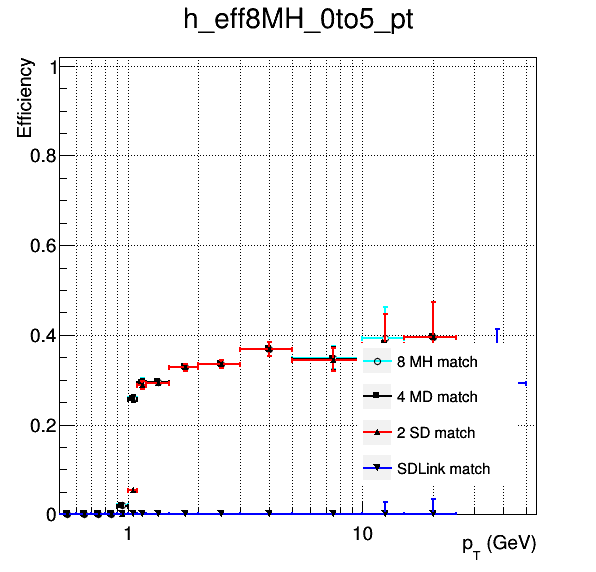 h_eff8MH_0to5_pt
Efficiency
1
0.8
0.6
0.4
0.2
0
8 MH match
4 MD match
2 SD match
SDLink match
1
10
p_T (GeV)